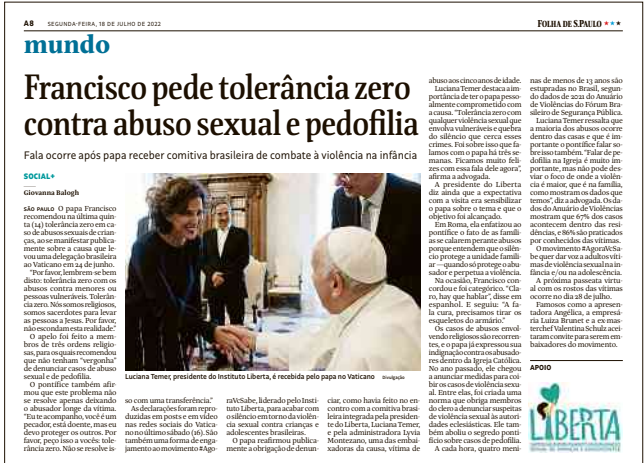 A8 SEGUNDA-FEIRA, 18 DE JULHO DE 2022
FOLHA DE S.PAULO ★★★
mundo
Francisco pede tolerância zero
contra abuso sexual e pedofilia
Fala ocorre após papa receber comitiva brasileira de combate à violência na infância
SOCIAL+
Giovanna Balogh
SÃO PAULO O papa Francisco
recomendou na última quin-
ta (14) tolerância zero em ca-
so de abusos sexuais de crian-
ças, ao se manifestar publica-
mente sobre a causa que le-
vou uma delegação brasileira
ao Vaticano em 24 de junho.
"Por favor, lembrem-se bem
disto: tolerância zero com os
abusos contra menores ou
pessoas vulneráveis. Tolerân-
cia zero. Nós somos religiosos,
somos sacerdotes para levar
as pessoas a Jesus. Por favor,
não escondam esta realidade."
O apelo foi feito a mem-
bros de três ordens religio-
sas, para os quais recomendou
que não tenham "vergonha"
de denunciar casos de abuso
sexual e de pedofilia.
O pontífice também afir-
mou que este problema não
se resolve apenas deixando
o abusador longe da vítima.
"Eu te acompanho, você é um
pecador, está doente, mas eu
devo proteger os outros. Por
favor, peço isso a vocês: tole-
rância zero. Não se resolve is-
Luciana Temer, presidente do Instituto Liberta, é recebida pelo papa no Vaticano Divulgação
so com uma transferência."
As declarações foram repro-
duzidas em posts e em vídeo
nas redes sociais do Vatica-
no no último sábado (16). São
também uma forma de enga-
jamento ao movimento #Ago-
raVcSabe, liderado pelo Insti-
tuto Liberta, para acabar com
o silêncio em torno da violên-
cia sexual contra crianças e
adolescentes brasileiras.
O papa reafirmou publica-
mente a obrigação de denun-
ciar, como havia feito no en-
contro com a comitiva brasi-
leira integrada pela presiden-
te do Liberta, Luciana Temer,
e pela administradora Lyvia
Montezano, uma das embai-
xadoras da causa, vítima de
abuso aos cinco anos de idade.
Luciana Temer destaca a im-
portância de ter o papa pesso-
almente comprometido com
a causa. "Tolerância zero com
qualquer violência sexual que
envolva vulneráveis e quebra
do silêncio que cerca esses
crimes. Foi sobre isso que fa-
lamos com o papa há três se-
manas. Ficamos muito feli-
zes com essa fala dele agora",
afirma a advogada.
A presidente do Liberta
diz ainda que a expectativa
com a visita era sensibilizar
o papa sobre o tema e que o
objetivo foi alcançado.
Em Roma, ela enfatizou ao
pontífice o fato de as famíli-
as se calarem perante abusos
porque entendem que o silên-
cio protege a unidade famili-
ar —quando só protege o abu-
sador e perpetua a violência.
Na ocasião, Francisco con-
cordou e foi categórico. "Cla-
ro, hay que hablar", disse em
espanhol. E seguiu: "A fa-
la cura, precisamos tirar os
esqueletos do armário."
Os casos de abusos envol-
vendo religiosos são recorren-
tes, e o papa já expressou sua
indignação contra os abusado-
res dentro da Igreja Católica.
No ano passado, ele chegou
a anunciar medidas para coi-
bir os casos de violência sexu-
al. Entre elas, foi criada uma
norma que obriga membros
do clero a denunciar suspeitas
de violência sexual às autori-
dades eclesiásticas. Ele tam-
bém aboliu o segredo pontí-
fício sobre casos de pedofilia.
A cada hora, quatro meni-
nas de menos de 13 anos são
estupradas no Brasil, segun-
do dados de 2021 do Anuário
de Violências do Fórum Bra-
sileiro de Segurança Pública.
Luciana Temer ressalta que
a maioria dos abusos ocorre
dentro das casas e que é im-
portante o pontífice falar so-
bre isso também. "Falar de pe-
dofilia na Igreja é muito im-
portante, mas não pode des-
viar o foco de onde a violên-
cia é maior, que é na família,
como mostram os dados que
temos", diz a advogada. Os da-
dos do Anuário de Violências
mostram que 67% dos casos
acontecem dentro das resi-
dências, e 86% são praticados
por conhecidos das vítimas.
O movimento #AgoraVcSa-
be quer dar voz a adultos víti-
mas de violência sexual na in-
fância e/ou na adolescência.
A próxima passeata virtu-
al com rostos das vítimas
ocorre no dia 28 de julho.
Famosos como a apresenta-
dora Angélica, a empresá-
ria Luiza Brunet e a ex-mas-
terchef Valentina Schulz acei-
taram convite para serem em-
baixadores do movimento.
APOIO
LIBERTA